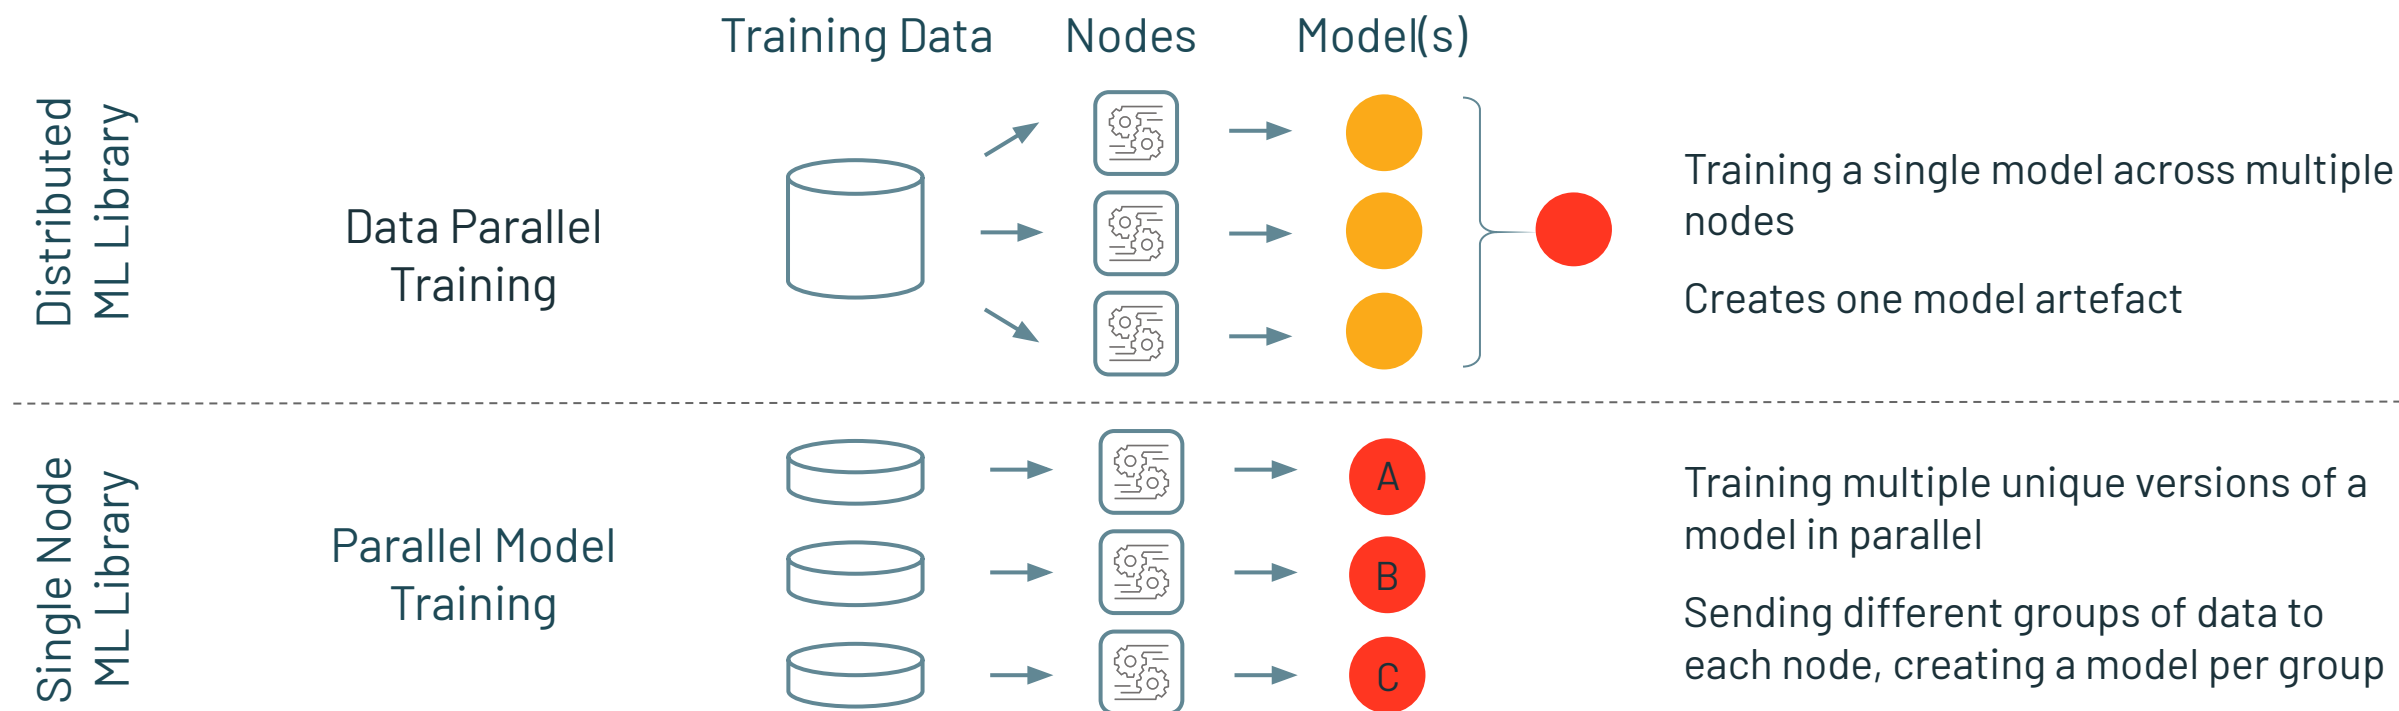 Training Data
Nodes
Model(s)
Distributed
ML Library
Data Parallel
Training
Training a single model across multiple
nodes
Creates one model artefact
Single Node
ML Library
Parallel Model
Training
A
B
C
Training multiple unique versions of a
model in parallel
Sending different groups of data to
each node, creating a model per group